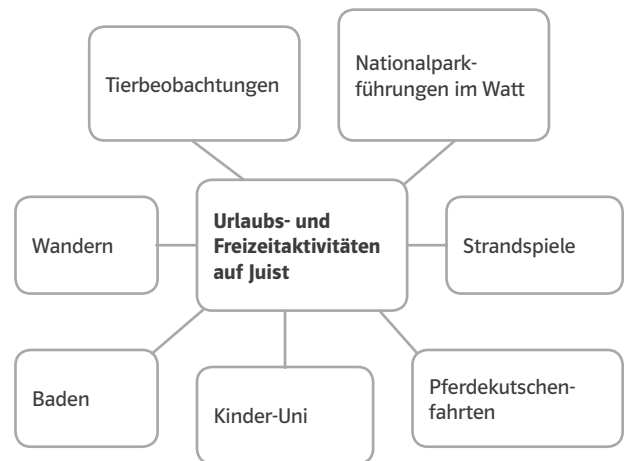 Tierbeobachtungen
Nationalpark-
führungen im Watt
Wandern
Urlaubs- und
Freizeitaktivitäten
auf Juist
Strandspiele
Baden
Kinder-Uni
Pferdekutschen-
fahrten